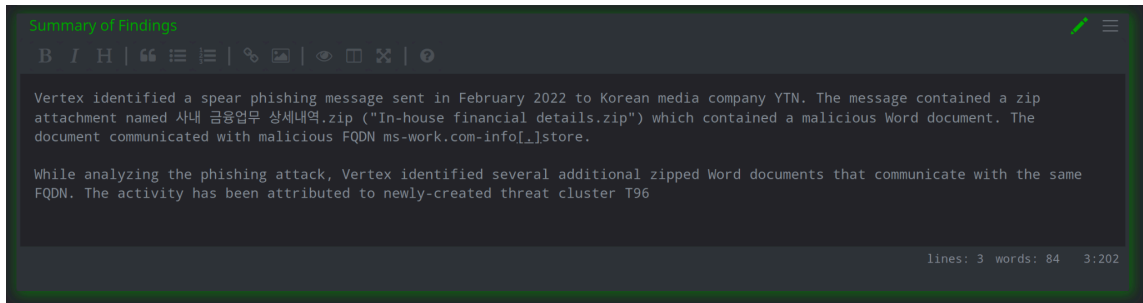 Summary of Findings
B I H
Vertex identified a spear phishing message sent in February 2022 to Korean media company YTN. The message contained a zip
attachment named 사내 금융업무 상세내역.zip ("In-house financial details.zip") which contained a malicious Word document. The
document communicated with malicious FQDN ms-work.com-info[.]store.
While analyzing the phishing attack, Vertex identified several additional zipped Word documents that communicate with the same
FQDN. The activity has been attributed to newly-created threat cluster T96
lines: 3 words: 84 3:202